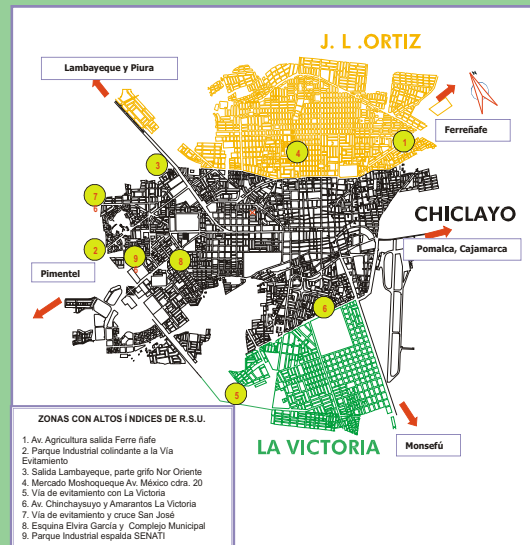 J. L .ORTIZ
Lambayeque y Piura
N
Ferreñafe
1
4
3
7
6
CHICLAYO
2
9
8
Pomalca, Cajamarca
Pimentel
6
5
LA VICTORIA
Monsefú
ZONAS CON ALTOS ÍNDICES DE R.S.U.
1. Av. Agricultura salida Ferre ñafe
2. Parque Industrial colindante a la Vía
Evitamiento
3. Salida Lambayeque, parte grifo Nor Oriente
4. Mercado Moshoqueque Av. México cdra. 20
5. Vía de evitamiento con La Victoria
6. Av. Chinchaysuyo y Amarantos La Victoria
7. Vía de evitamiento y cruce San José
8. Esquina Elvira García y Complejo Municipal
9. Parque Industrial espalda SENATI